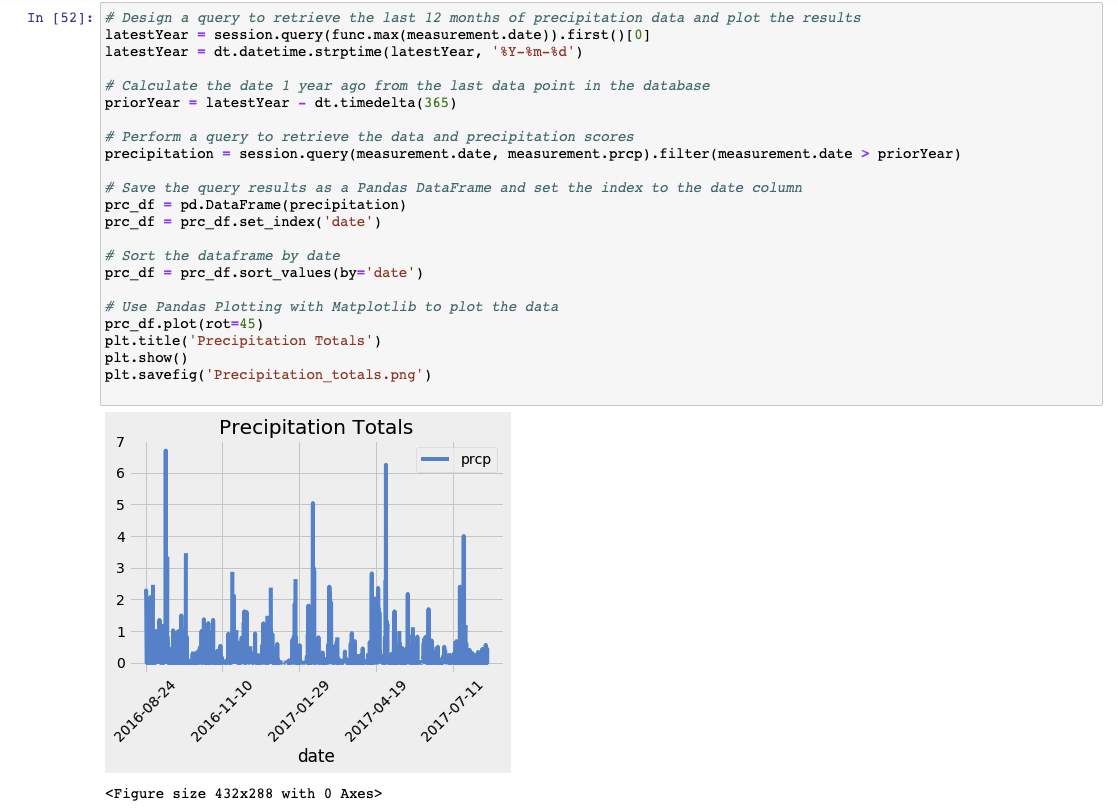 In [52]: # Design a query to retrieve the last 12 months of precipitation data and plot the results
latestYear = session.query(func.max(measurement.date)).first()[0]
latestYear = dt.datetime.strptime(latestYear, '%Y-%m-%d')
# Calculate the date 1 year ago from the last data point in the database
priorYear = latestYear - dt.timedelta(365)
# Perform a query to retrieve the data and precipitation scores
precipitation = session.query(measurement.date, measurement.prcp).filter(measurement.date > priorYear)
# Save the query results as a Pandas DataFrame and set the index to the date column
prc_df = pd.DataFrame(precipitation)
prc_df = prc_df.set_index('date')
# Sort the dataframe by date
prc_df = prc_df.sort_values(by='date')
# Use Pandas Plotting with Matplotlib to plot the data
prc_df.plot(rot=45)
plt.title('Precipitation Totals')
plt.show()
plt.savefig('Precipitation_totals.png')
Precipitation Totals
7
prcp
6
5
4
3
2
1
0
2016-08-24
2016-11-10
2017-01-29
2017-04-19
2017-07-11
date
<Figure size 432x288 with 0 Axes>